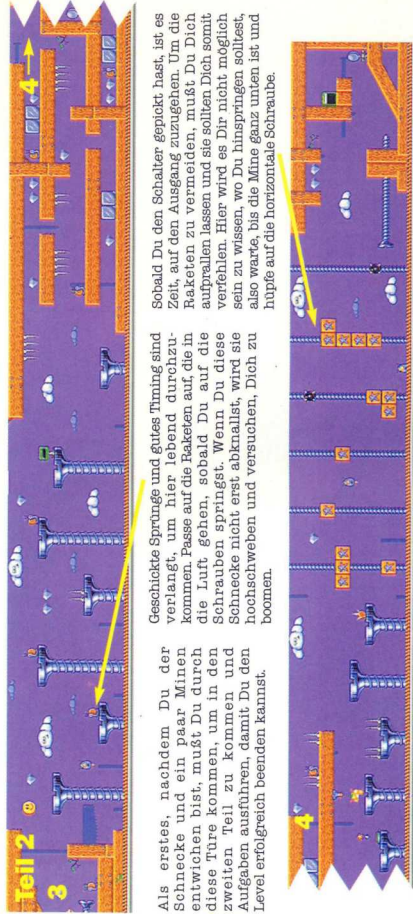 Teil 2
3
4
Als erstes, nachdem Du der
Schnecke und ein paar Minen
entwichen bist, mußt Du durch
diese Türe kommen, um in den
zweiten Teil zu kommen und
Aufgaben ausführen, damit Du den
Level erfolgreich beenden kannst.
Geschickte Sprünge und gutes Timing sind
verlangt, um hier lebend durchzu-
kommen. Passe auf die Raketen auf, die in
die Luft gehen, sobald Du auf die
Schrauben springst. Wenn Du diese
Schnecke nicht erst abknallst, wird sie
hochschweben und versuchen, Dich zu
boomen.
Sobald Du den Schalter gepickt hast, ist es
Zeit, auf den Ausgang zuzugehen. Um die
Raketen zu vermeiden, mußt Du Dich
aufprallen lassen und sie sollten Dich somit
verfehlen. Hier wird es Dir nicht möglich
sein zu wissen, wo Du hinspringen solltest,
also warte, bis die Mine ganz unten ist und
hüpfe auf die horizontale Schraube.
4